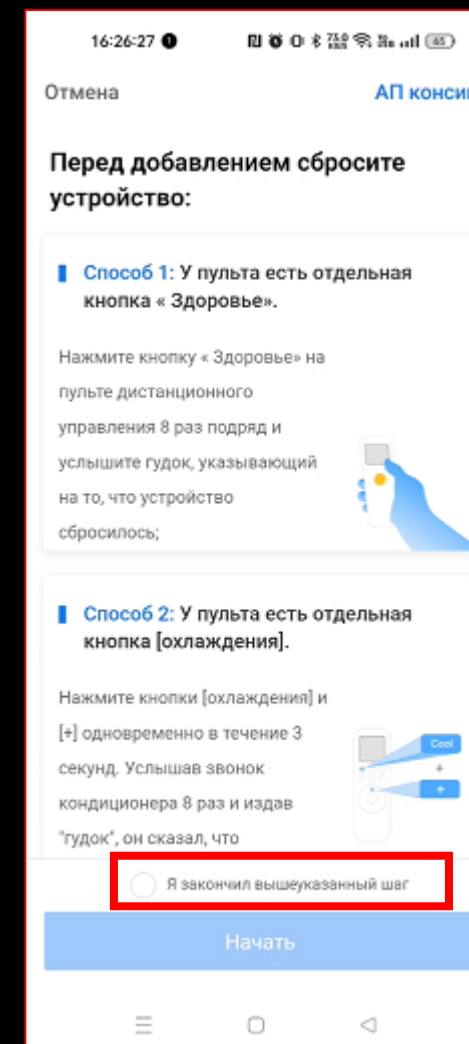 16:26:27
65
Отмена
АП конси
Перед добавлением сбросите
устройство:
Способ 1: У пульта есть отдельная
кнопка « Здоровье».
Нажмите кнопку « Здоровье» на
пульте дистанционного
управления 8 раз подряд и
услышите гудок, указывающий
на то, что устройство
сбросилось;
Способ 2: У пульта есть отдельная
кнопка [охлаждения].
Нажмите кнопки [охлаждения] и
[+] одновременно в течение 3
секунд. Услышав звонок
кондиционера 8 раз и издав
"гудок", он сказал, что
Cool
+
+
Я закончил вышеуказанный шаг
Начать